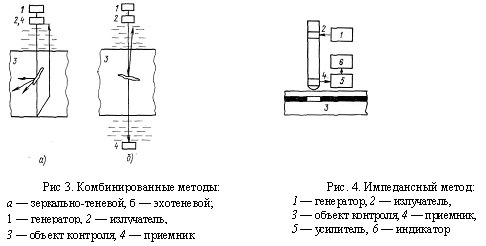 1
2,4
3
а)
1
2
3
4
б)
2
1
6
4
5
3
Рис 3. Комбинированные методы:
а — зеркально-теневой, б — эхотеневой;
1 — генератор, 2 — излучатель,
3 — объект контроля, 4 — приемник
Рис. 4. Импедансный метод:
1 — генератор, 2 — излучатель,
3 — объект контроля, 4 — приемник,
5 — усилитель, 6 — индикатор